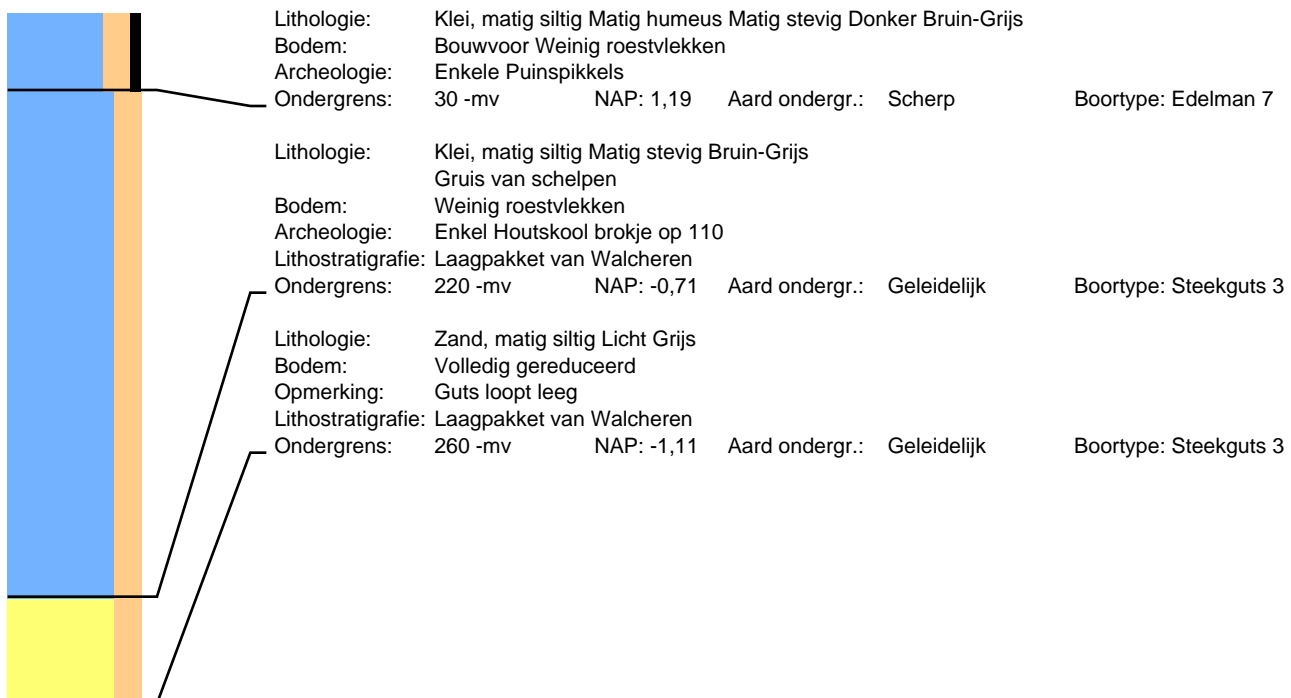 Lithologie: Klei, matig siltig Matig humeus Matig stevig Donker Bruin-Grijs
Bodem: Bouwvoor Weinig roestvlekken
Archeologie: Enkele Puinspikkels
Ondergrens: 30 -mv NAP: 1,19 Aard ondergr.: Scherp Boortype: Edelman 7
Lithologie: Klei, matig siltig Matig stevig Bruin-Grijs
Gruis van schelpen
Bodem: Weinig roestvlekken
Archeologie: Enkel Houtskool brokje op 110
Lithostratigrafie: Laagpakket van Walcheren
Ondergrens: 220 -mv NAP: -0,71 Aard ondergr.: Geleidelijk Boortype: Steekguts 3
Lithologie: Zand, matig siltig Licht Grijs
Bodem: Volledig gereduceerd
Opmerking: Guts loopt leeg
Lithostratigrafie: Laagpakket van Walcheren
Ondergrens: 260 -mv NAP: -1,11 Aard ondergr.: Geleidelijk Boortype: Steekguts 3